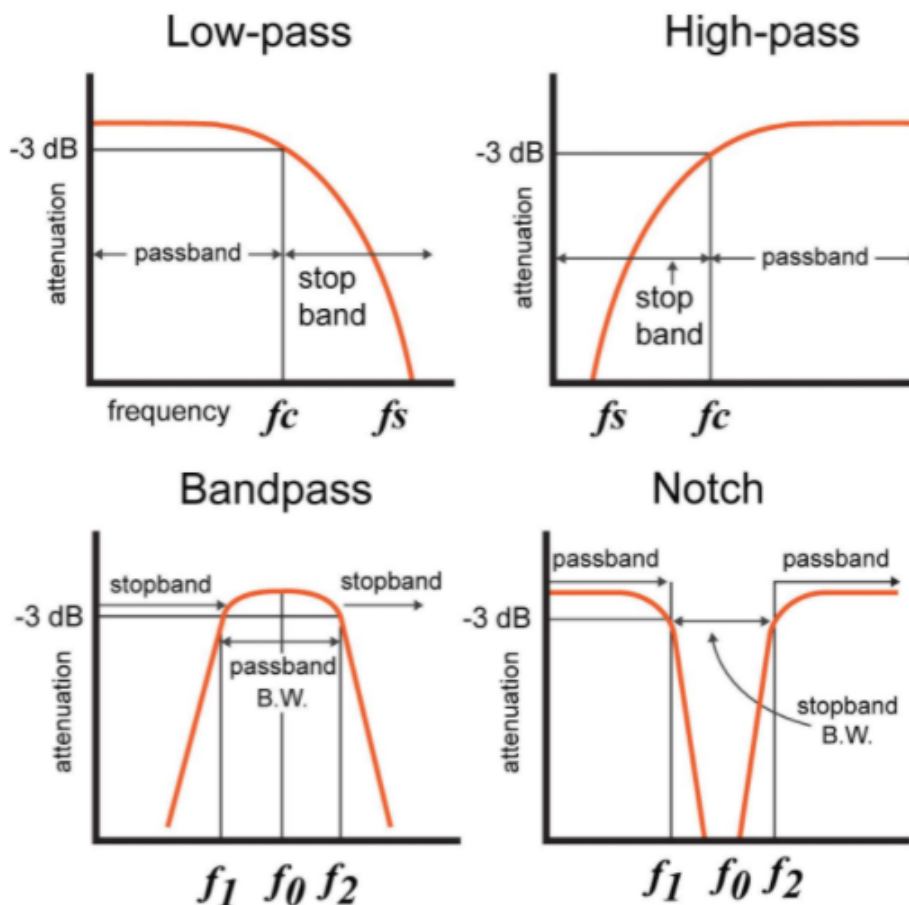 Low-pass
-3 dB
attenuation
passband
stop
band
frequency
fc
fs
High-pass
-3 dB
attenuation
stop
band
passband
fs
fc
Bandpass
stopband
stopband
-3 dB
attenuation
passband
B.W.
f1
f0
f2
Notch
passband
passband
-3 dB
attenuation
stopband
B.W.
f1
f0
f2